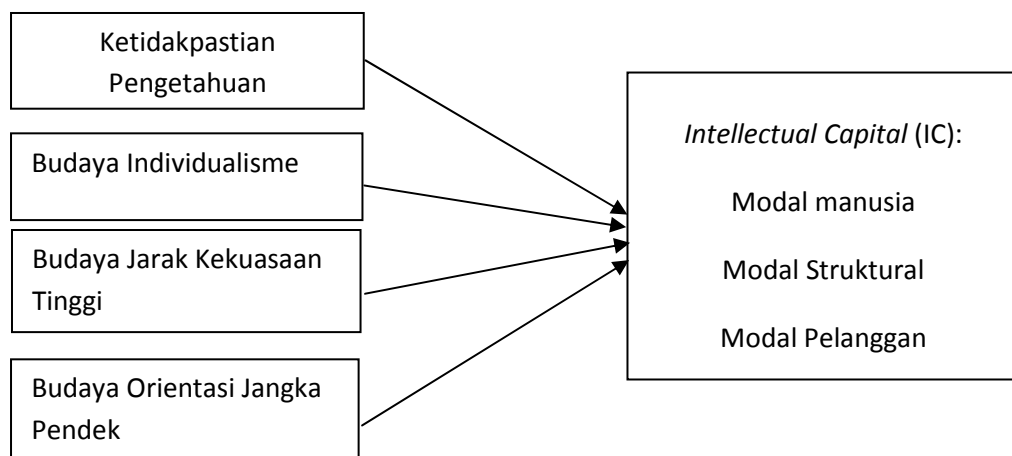 Ketidakpastian
Pengetahuan
Budaya Individualisme
Budaya Jarak Kekuasaan
Tinggi
Budaya Orientasi Jangka
Pendek
Intellectual Capital (IC):
Modal manusia
Modal Struktural
Modal Pelanggan